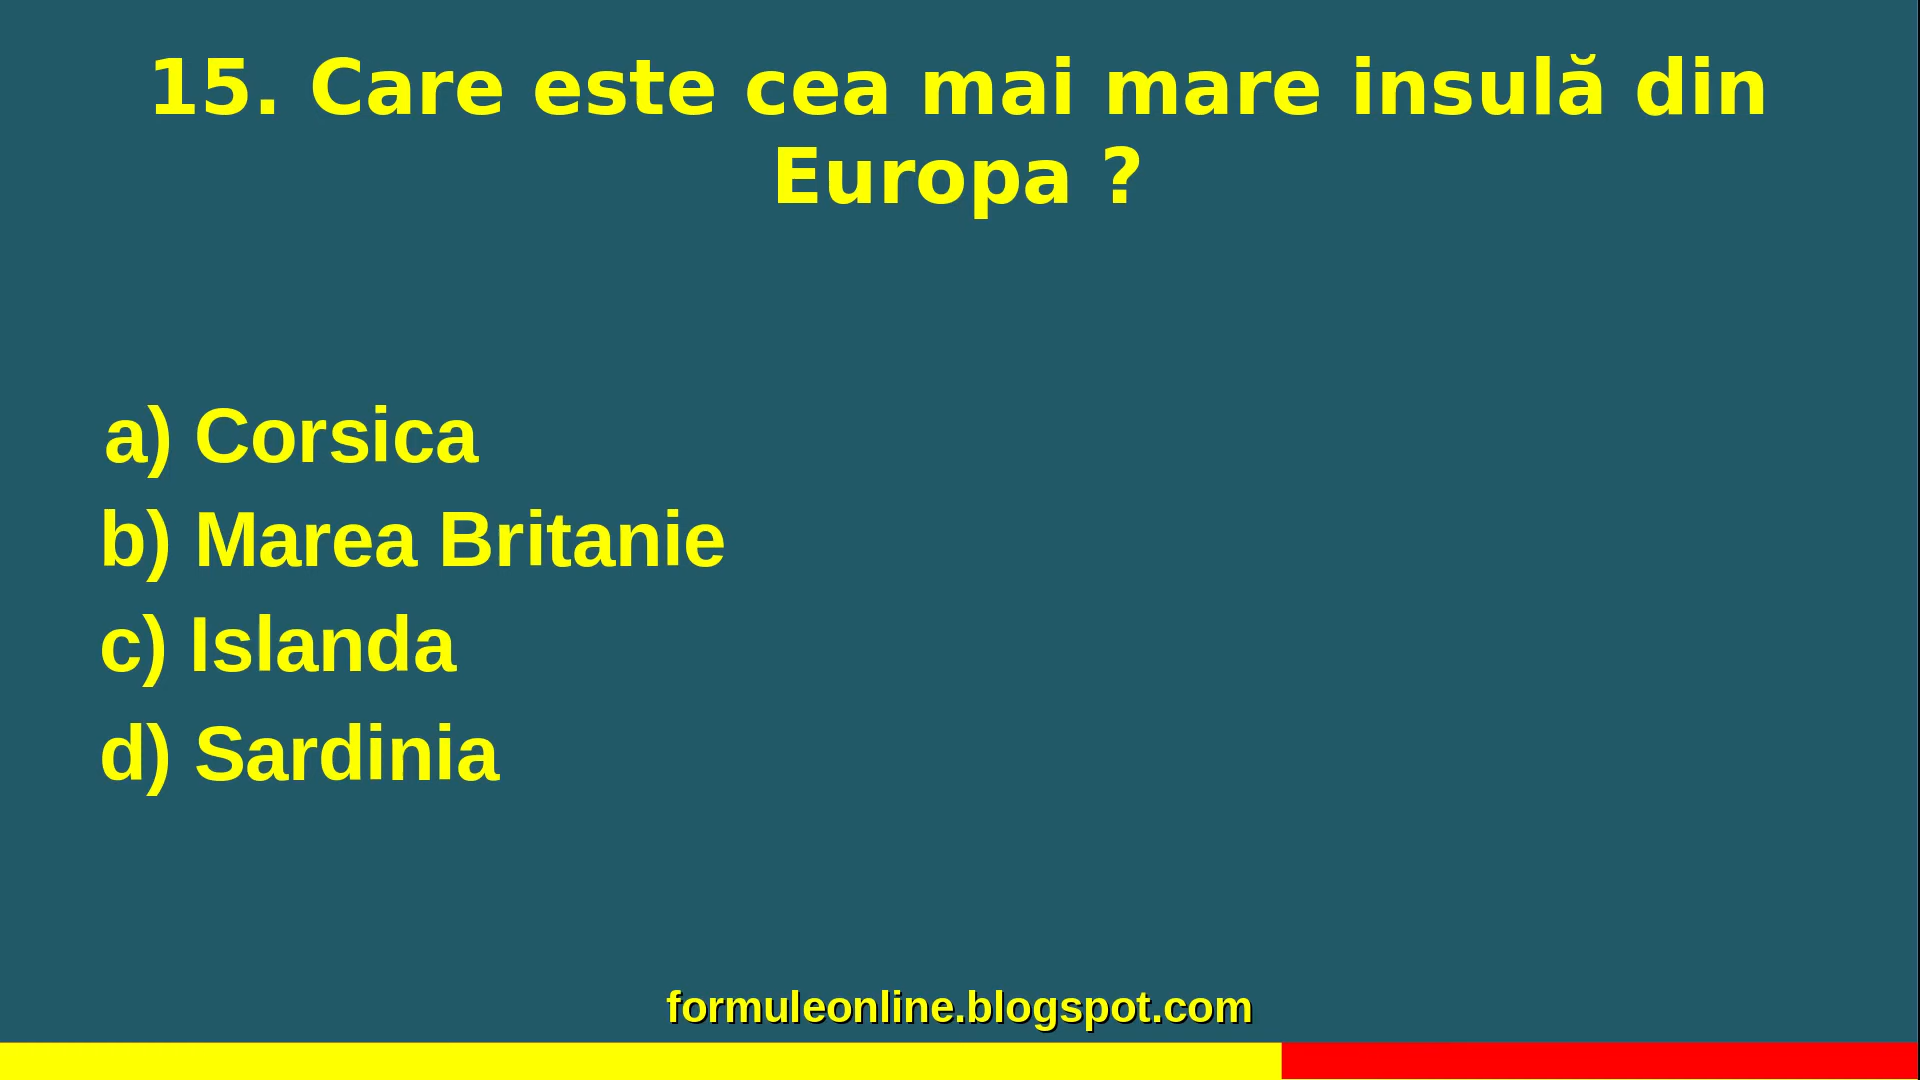 15. Care este cea mai mare insulă din
Europa ?
a) Corsica
b) Marea Britanie
c) Islanda
d) Sardinia
formuleonline.blogspot.com